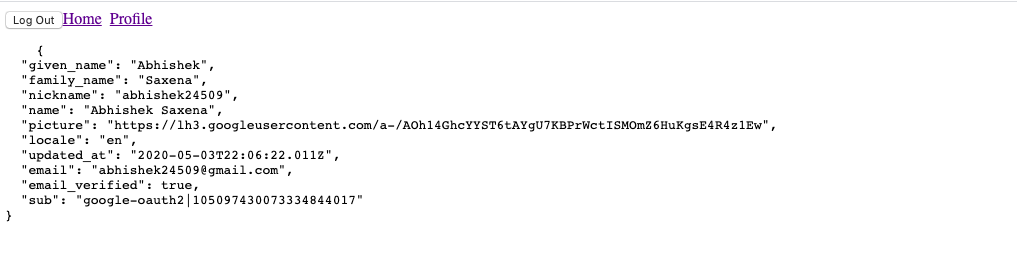 Log Out Home Profile
{
"given_name": "Abhishek",
"family_name": "Saxena",
"nickname": "abhishek24509",
"name": "Abhishek Saxena",
"picture": "https://lh3.googleusercontent.com/a-/AOh14GhcYYST6tAYgU7KBPrWctISMOmZ6HuKgsE4R4z1Ew",
"locale": "en",
"updated_at": "2020-05-03T22:06:22.011Z",
"email": "abhishek24509@gmail.com",
"email_verified": true,
"sub": "google-oauth2|105097430073334844017"
}